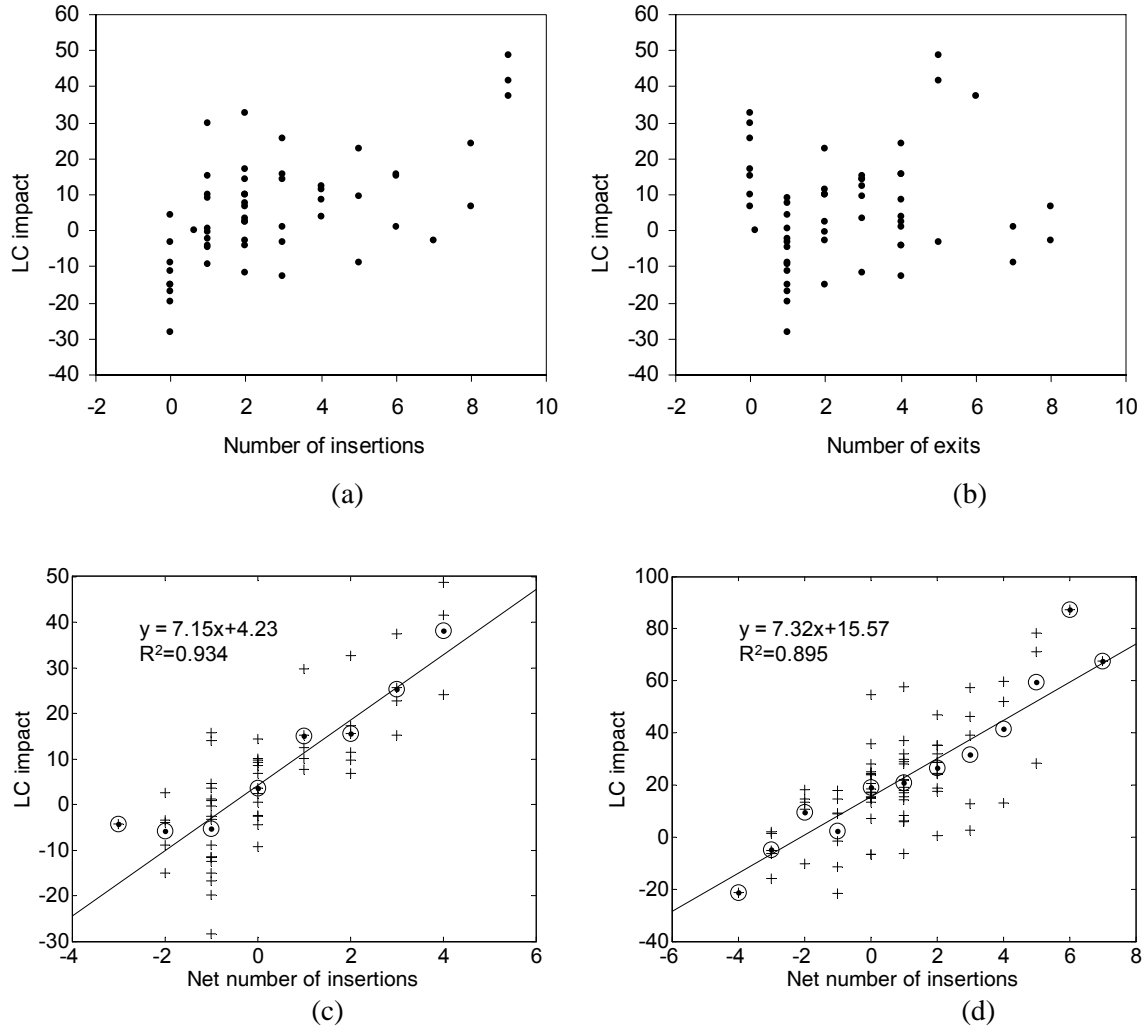 60
50
40
30
20
10
0
-10
-20
-30
-40
LC impact
-2 0 2 4 6 8 10
Number of insertions
(a)
60
50
40
30
20
10
0
-10
-20
-30
-40
LC impact
-2 0 2 4 6 8 10
Number of exits
(b)
50
40
30
20
10
0
-10
-20
-30
LC impact
y = 7.15x+4.23
R²=0.934
-4 -2 0 2 4 6
Net number of insertions
(c)
100
80
60
40
20
0
-20
-40
LC impact
y = 7.32x+15.57
R²=0.895
-6 -4 -2 0 2 4 6 8
Net number of insertions
(d)